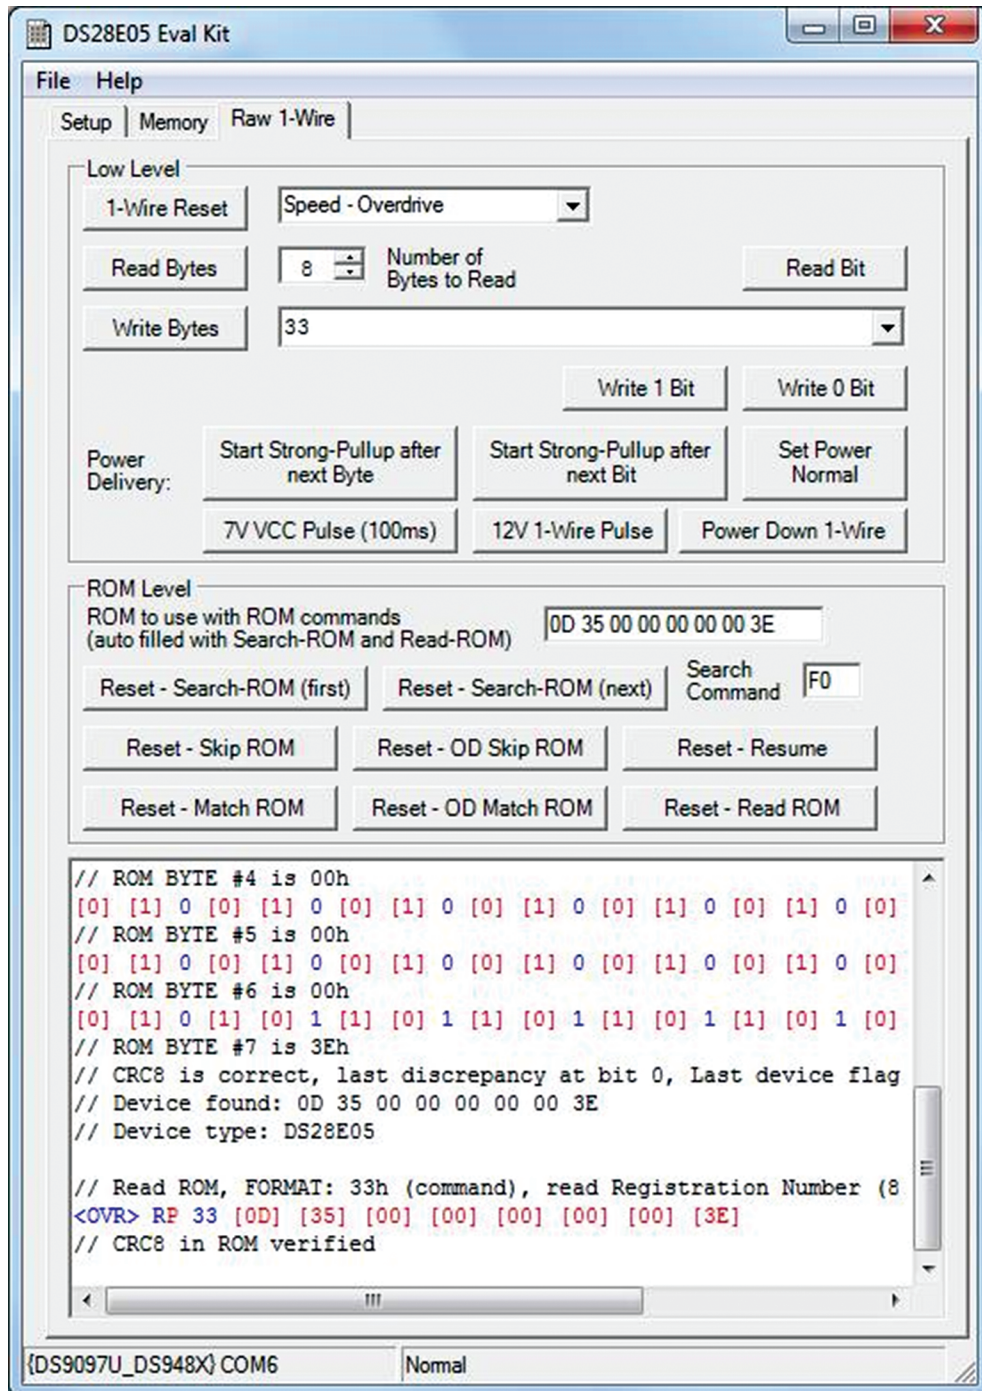 DS28E05 Eval Kit
File Help
Setup Memory Raw 1-Wire
Low Level
1-Wire Reset Speed - Overdrive
Read Bytes 8 Number of
Bytes to Read Read Bit
Write Bytes 33
Write 1 Bit Write 0 Bit
Power
Delivery:
Start Strong-Pullup after
next Byte
Start Strong-Pullup after
next Bit
Set Power
Normal
7V VCC Pulse (100ms) 12V 1-Wire Pulse Power Down 1-Wire
ROM Level
ROM to use with ROM commands
(auto filled with Search-ROM and Read-ROM)
0D 35 00 00 00 00 00 3E
Reset - Search-ROM (first) Reset - Search-ROM (next) Search
Command F0
Reset - Skip ROM Reset - OD Skip ROM Reset - Resume
Reset - Match ROM Reset - OD Match ROM Reset - Read ROM
// ROM BYTE #4 is 00h
[0] [1] 0 [0] [1] 0 [0] [1] 0 [0] [1] 0 [0] [1] 0 [0] [1] 0 [0]
// ROM BYTE #5 is 00h
[0] [1] 0 [0] [1] 0 [0] [1] 0 [0] [1] 0 [0] [1] 0 [0] [1] 0 [0]
// ROM BYTE #6 is 00h
[0] [1] 0 [1] [0] 1 [1] [0] 1 [1] [0] 1 [1] [0] 1 [1] [0] 1 [0]
// ROM BYTE #7 is 3Eh
// CRC8 is correct, last discrepancy at bit 0, Last device flag
// Device found: 0D 35 00 00 00 00 00 3E
// Device type: DS28E05
// Read ROM, FORMAT: 33h (command), read Registration Number (8
<OVR> RP 33 [0D] [35] [00] [00] [00] [00] [00] [3E]
// CRC8 in ROM verified
{DS9097U_DS948X} COM6 Normal